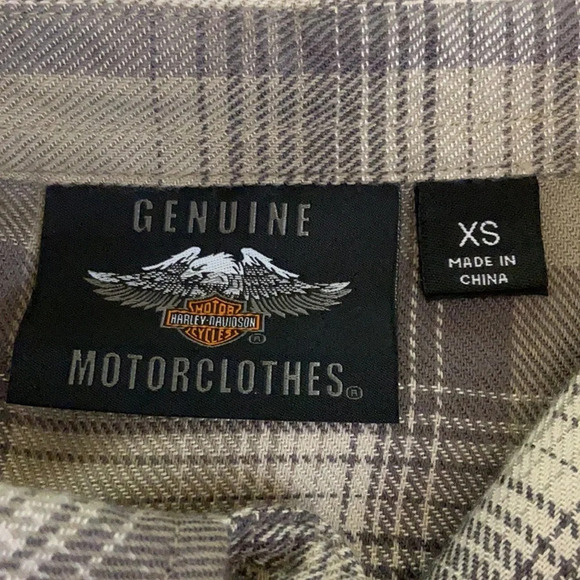 GENUINE
MOTOR
HARLEY-DAVIDSON
CYCLES
®
MOTORCLOTHES®
XS
MADE IN
CHINA